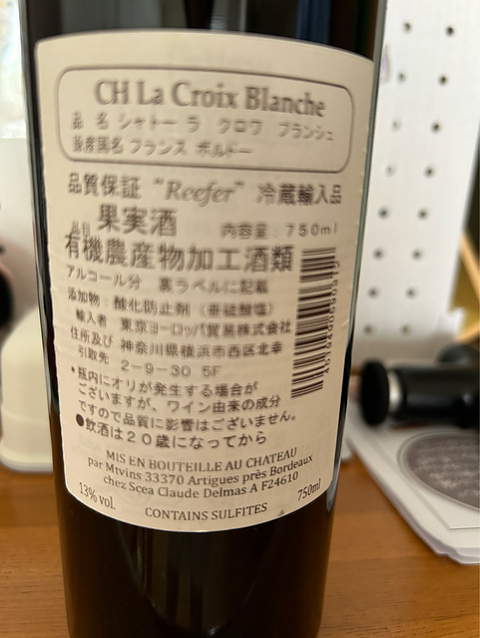 CH La Croix Blanche
品 名 シャトー ラ クロワ ブランシュ
原産国名 フランス ボルドー
品質保証 "Reefer" 冷蔵輸入品
品目 果実酒 内容量：750ml
有機農産物加工酒類
アルコール分 裏ラベルに記載
添加物：酸化防止剤（亜硫酸塩）
輸入者 東京ヨーロッパ貿易株式会社
住所及び 神奈川県横浜市西区北幸
引取先 2-9-30 5F
・瓶内にオリが発生する場合が
ございますが、ワイン由来の成分
ですので品質に影響はございません。
●飲酒は20歳になってから
MIS EN BOUTEILLE AU CHATEAU
par Mtvins 33370 Artigues près Bordeaux
chez Scea Claude Delmas A F24610
13% vol. 750ml
CONTAINS SULFITES